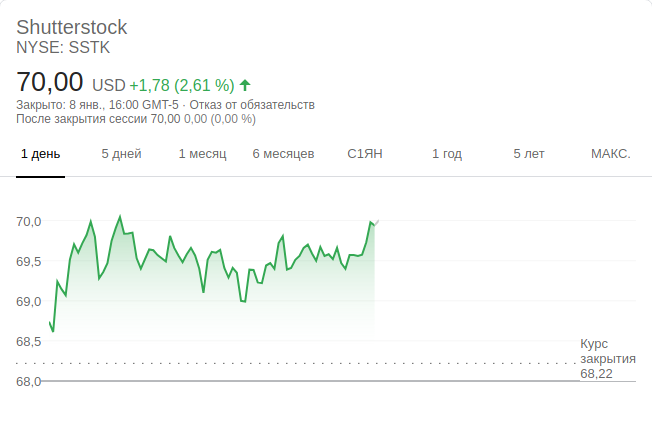 Shutterstock
NYSE: SSTK
70,00 USD +1,78 (2,61 %)
Закрыто: 8 янв., 16:00 GMT-5 · Отказ от обязательств
После закрытия сессии 70,00 0,00 (0,00 %)
1 день 5 дней 1 месяц 6 месяцев С1ЯН 1 год 5 лет МАКС.
70,0
69,5
69,0
68,5
Курс
закрытия
68,22
68,0